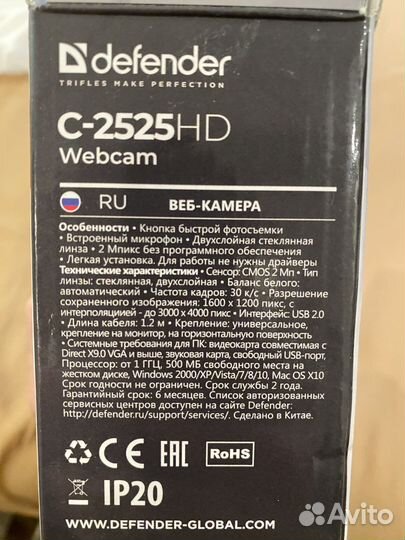 defender
TRIFLES MAKE PERFECTION
C-2525HD
Webcam
RU ВЕБ-КАМЕРА
Особенности • Кнопка быстрой фотосъемки
• Встроенный микрофон • Двухслойная стеклянная
линза • 2 Мпикс без программного обеспечения
• Легкая установка. Для работы не нужны драйверы
Технические характеристики • Сенсор: CMOS 2 Мп • Тип
линзы: стеклянная, двухслойная • Баланс белого:
автоматический • Частота кадров: 30 к/с • Разрешение
сохраненного изображения: 1600 x 1200 пикс., с
интерполяцией - до 3000 x 4000 пикс • Интерфейс: USB 2.0
• Длина кабеля: 1.2 м • Крепление: универсальное,
крепление на монитор, на горизонтальную поверхность
• Системные требования для ПК: видеокарта совместимая с
Direct X9.0 VGA и выше, звуковая карта, свободный USB-порт,
Процессор: от 1 ГГЦ, 500 МБ свободного места на
жестком диске, Windows 2000/XP/Vista/7/8/10, Mac OS X10
Срок годности не ограничен. Срок службы 2 года.
Гарантийный срок: 6 месяцев. Список авторизованных
сервисных центров доступен на сайте Defender:
http://defender.ru/support/services/. Сделано в Китае.
CE EAC RoHS
IP20
WWW.DEFENDER-GLOBAL.COM
Avito